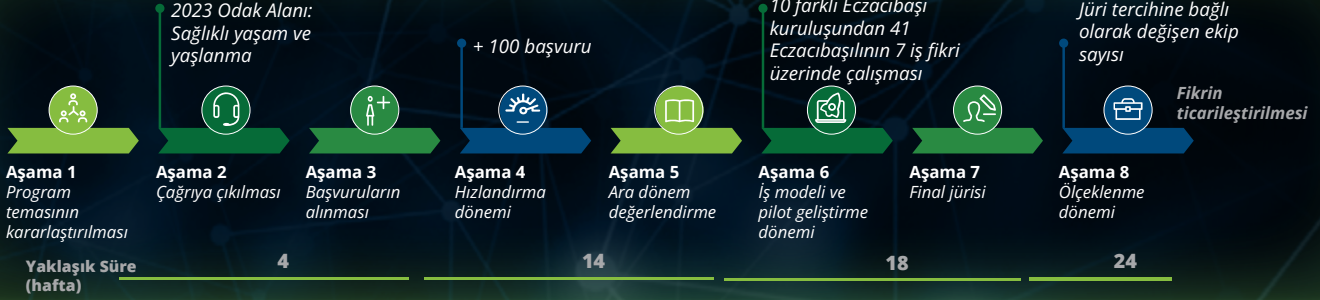 2023 Odak Alanı:
Sağlıklı yaşam ve
yaşlanma
+ 100 başvuru
10 farklı Eczacıbaşı
kuruluşundan 41
Eczacıbaşılının 7 iş fikri
üzerinde çalışması
Jüri tercihine bağlı
olarak değişen ekip
sayısı
Fikrin
ticarileştirilmesi
Aşama 1
Program
temasının
kararlaştırılması
Aşama 2
Çağrıya çıkılması
Aşama 3
Başvuruların
alınması
Aşama 4
Hızlandırma
dönemi
Aşama 5
Ara dönem
değerlendirme
Aşama 6
İş modeli ve
pilot geliştirme
dönemi
Aşama 7
Final jürisi
Aşama 8
Ölçeklenme
dönemi
Yaklaşık Süre
(hafta)
4
14
18
24